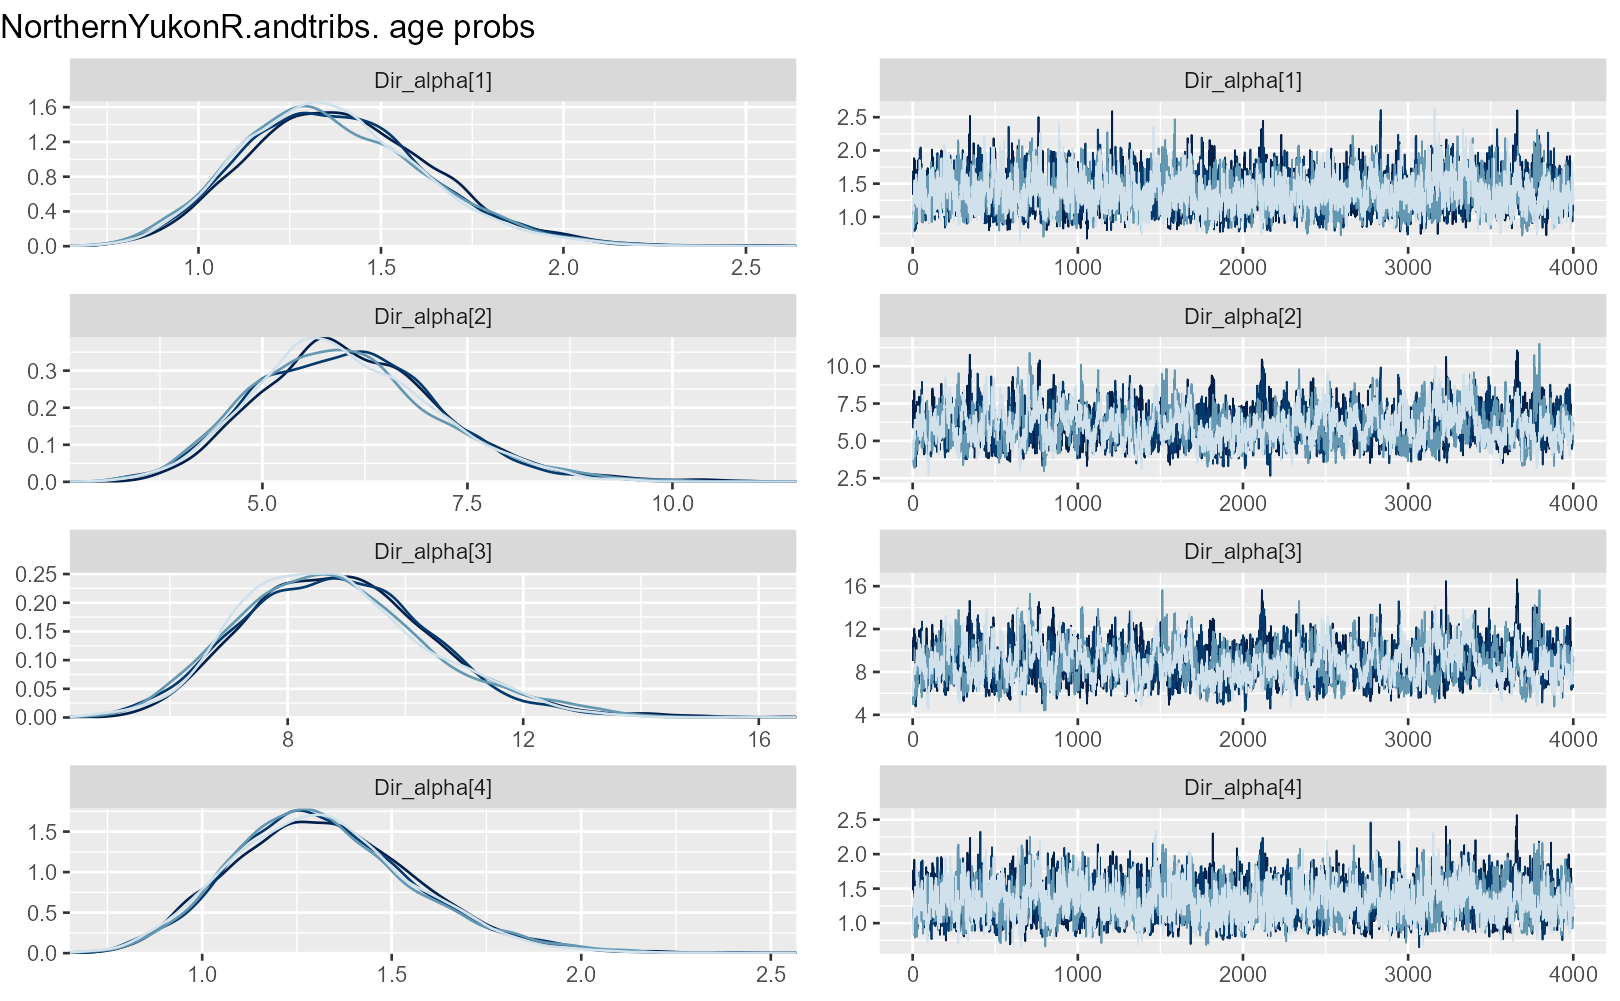 NorthernYukonR.andtribs. age probs
Dir_alpha[1]
1.6
1.2
0.8
0.4
0.0
1.0 1.5 2.0 2.5
Dir_alpha[1]
2.5
2.0
1.5
1.0
0 1000 2000 3000 4000
Dir_alpha[2]
0.3
0.2
0.1
0.0
5.0 7.5 10.0
Dir_alpha[2]
10.0
7.5
5.0
2.5
0 1000 2000 3000 4000
Dir_alpha[3]
0.25
0.20
0.15
0.10
0.05
0.00
8 12 16
Dir_alpha[3]
16
12
8
4
0 1000 2000 3000 4000
Dir_alpha[4]
1.5
1.0
0.5
0.0
1.0 1.5 2.0 2.5
Dir_alpha[4]
2.5
2.0
1.5
1.0
0 1000 2000 3000 4000